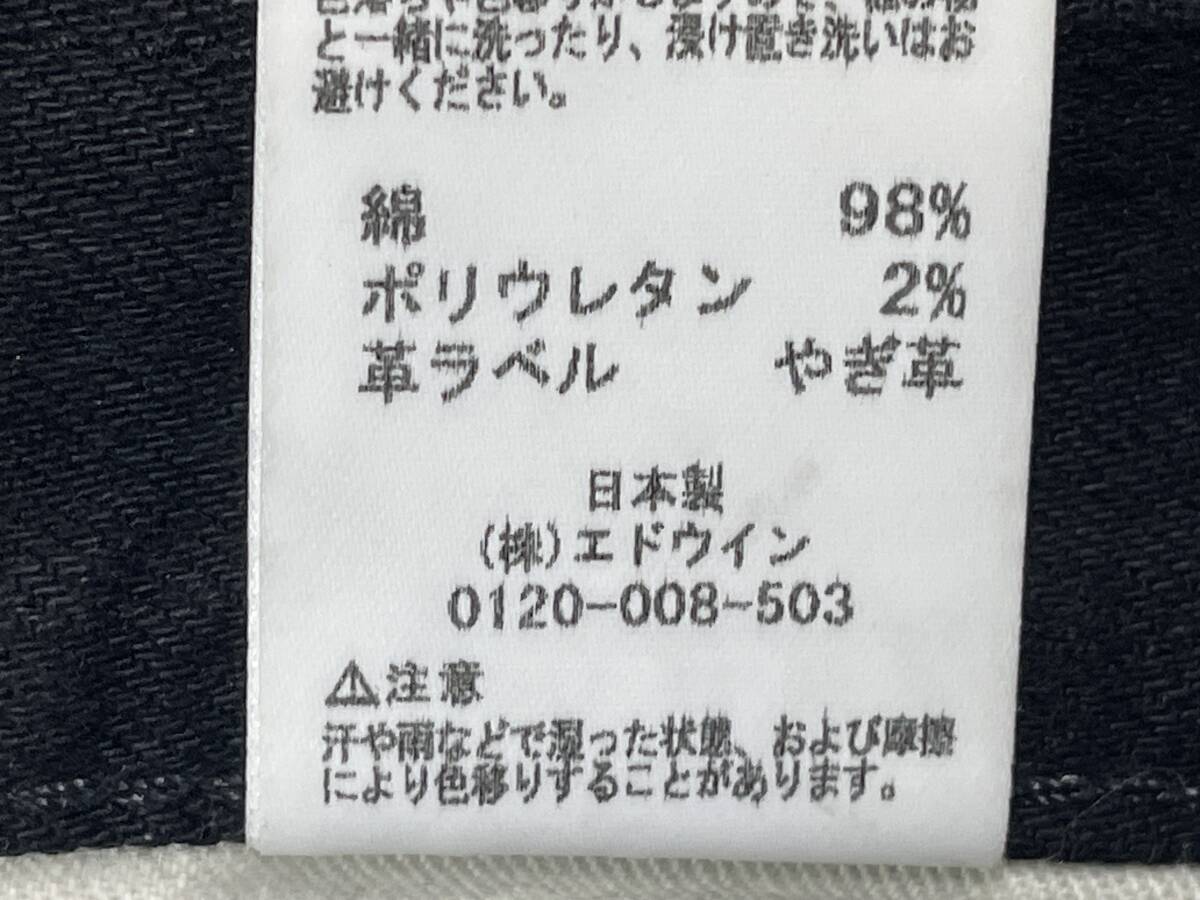 と一緒に洗ったり、浸け置き洗いはお
避けください。
綿 98%
ポリウレタン 2%
革ラベル やぎ革
日本製
(株)エドウイン
0120-008-503
⚠注意
汗や雨などで湿った状態、および摩擦
により色移りすることがあります。